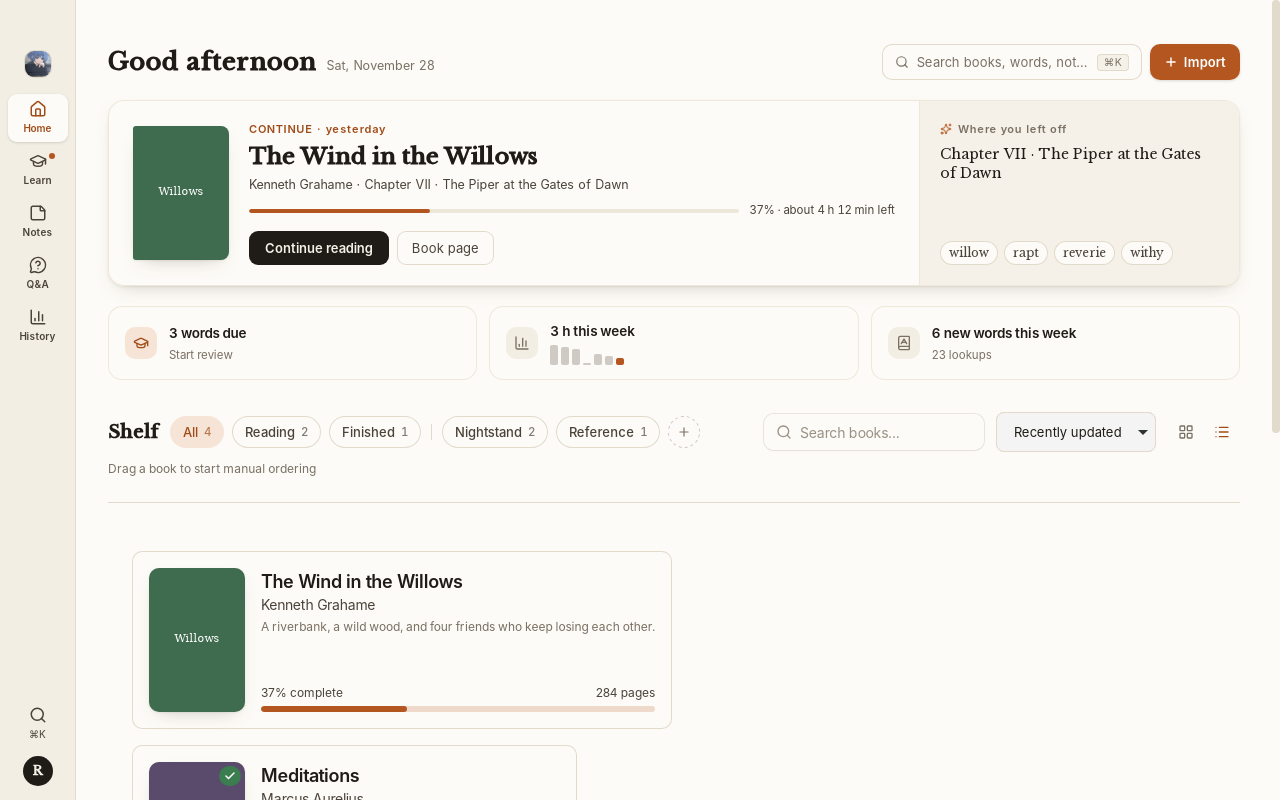 Good afternoon Sat, November 28
Search books, words, not... ⌘K
+ Import
Home
Learn
Notes
Q&A
History
⌘K
R
Willows
CONTINUE · yesterday
The Wind in the Willows
Kenneth Grahame · Chapter VII · The Piper at the Gates of Dawn
37% · about 4 h 12 min left
Continue reading
Book page
Where you left off
Chapter VII · The Piper at the Gates
of Dawn
willow rapt reverie withy
3 words due
Start review
3 h this week
6 new words this week
23 lookups
Shelf All 4 Reading 2 Finished 1 Nightstand 2 Reference 1 +
Search books...
Recently updated
Drag a book to start manual ordering
Willows
The Wind in the Willows
Kenneth Grahame
A riverbank, a wild wood, and four friends who keep losing each other.
37% complete 284 pages
Meditations
Marcus Aurelius